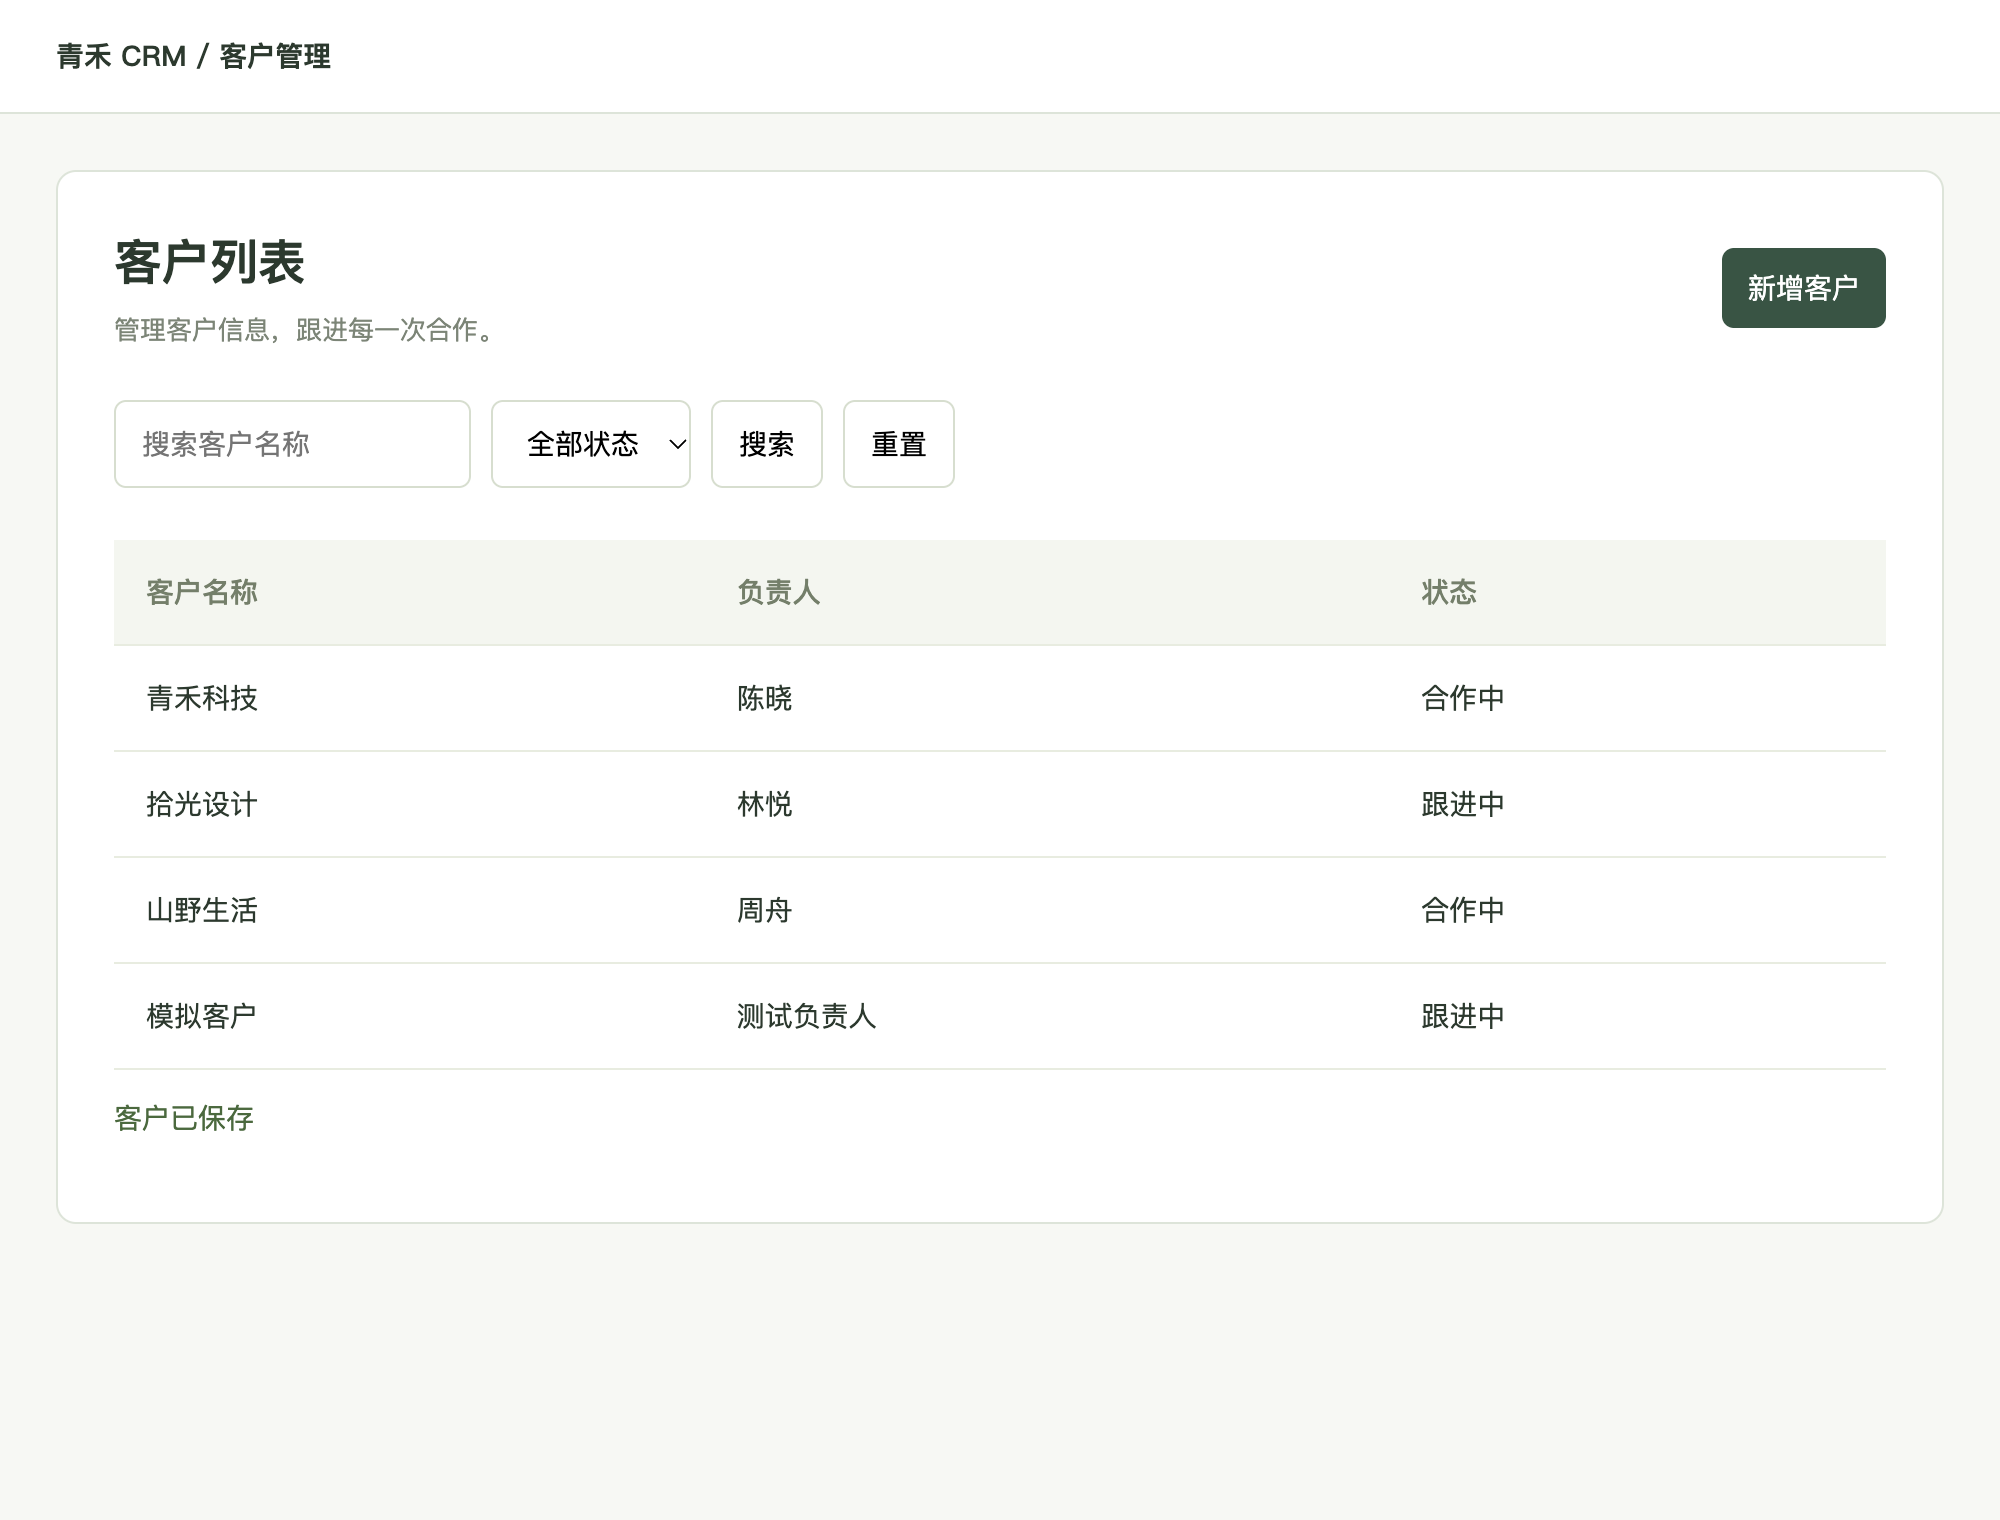 青禾 CRM / 客户管理
客户列表
新增客户
管理客户信息，跟进每一次合作。
搜索客户名称 全部状态 搜索 重置
客户名称 负责人 状态
青禾科技 陈晓 合作中
拾光设计 林悦 跟进中
山野生活 周舟 合作中
模拟客户 测试负责人 跟进中
客户已保存